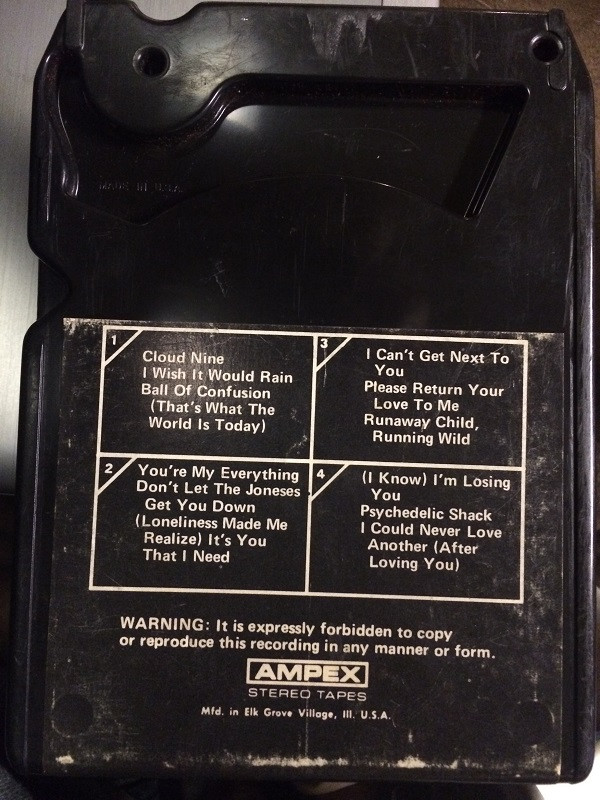 MADE IN U.S.A.
1
Cloud Nine
I Wish It Would Rain
Ball Of Confusion
(That's What The
World Is Today)
2
You're My Everything
Don't Let The Joneses
Get You Down
(Loneliness Made Me
Realize) It's You
That I Need
3
I Can't Get Next To
You
Please Return Your
Love To Me
Runaway Child,
Running Wild
4
(I Know) I'm Losing
You
Psychedelic Shack
I Could Never Love
Another (After
Loving You)
WARNING: It is expressly forbidden to copy
or reproduce this recording in any manner or form.
AMPEX
STEREO TAPES
Mfd. in Elk Grove Village, Ill. U.S.A.